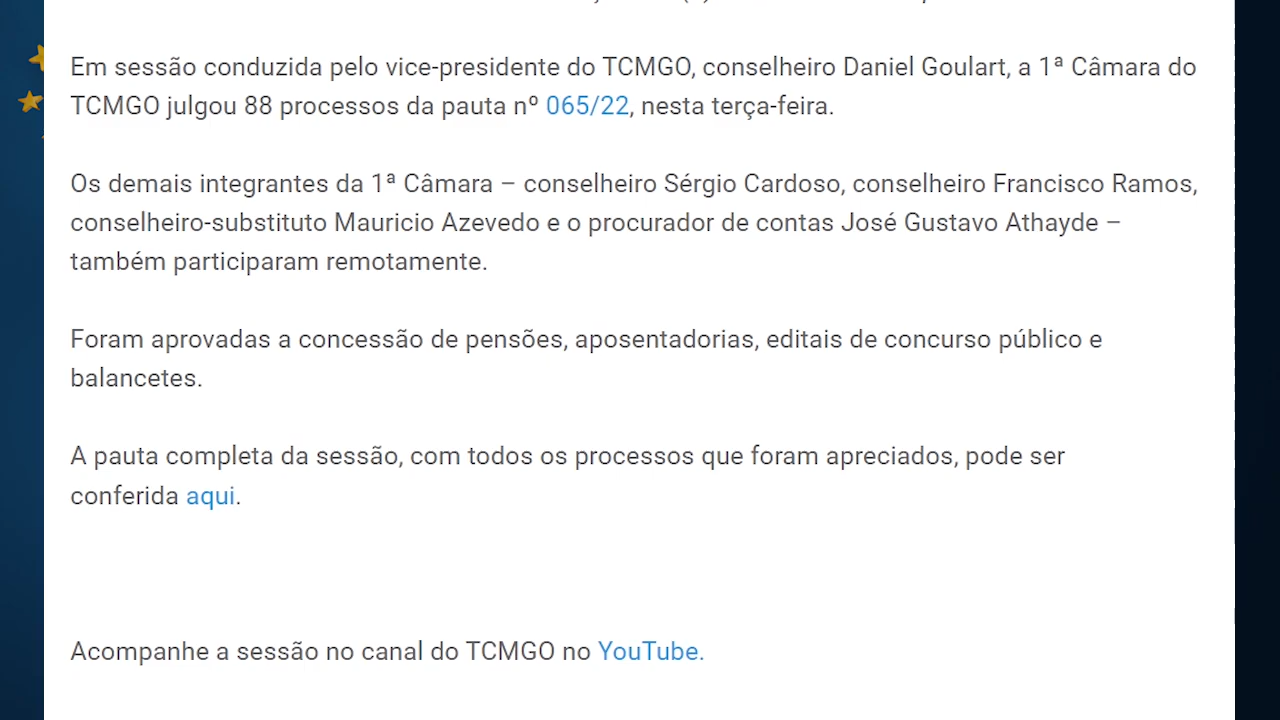 Em sessão conduzida pelo vice-presidente do TCMGO, conselheiro Daniel Goulart, a 1ª Câmara do
TCMGO julgou 88 processos da pauta nº 065/22, nesta terça-feira.
Os demais integrantes da 1ª Câmara – conselheiro Sérgio Cardoso, conselheiro Francisco Ramos,
conselheiro-substituto Mauricio Azevedo e o procurador de contas José Gustavo Athayde –
também participaram remotamente.
Foram aprovadas a concessão de pensões, aposentadorias, editais de concurso público e
balancetes.
A pauta completa da sessão, com todos os processos que foram apreciados, pode ser
conferida aqui.
Acompanhe a sessão no canal do TCMGO no YouTube.